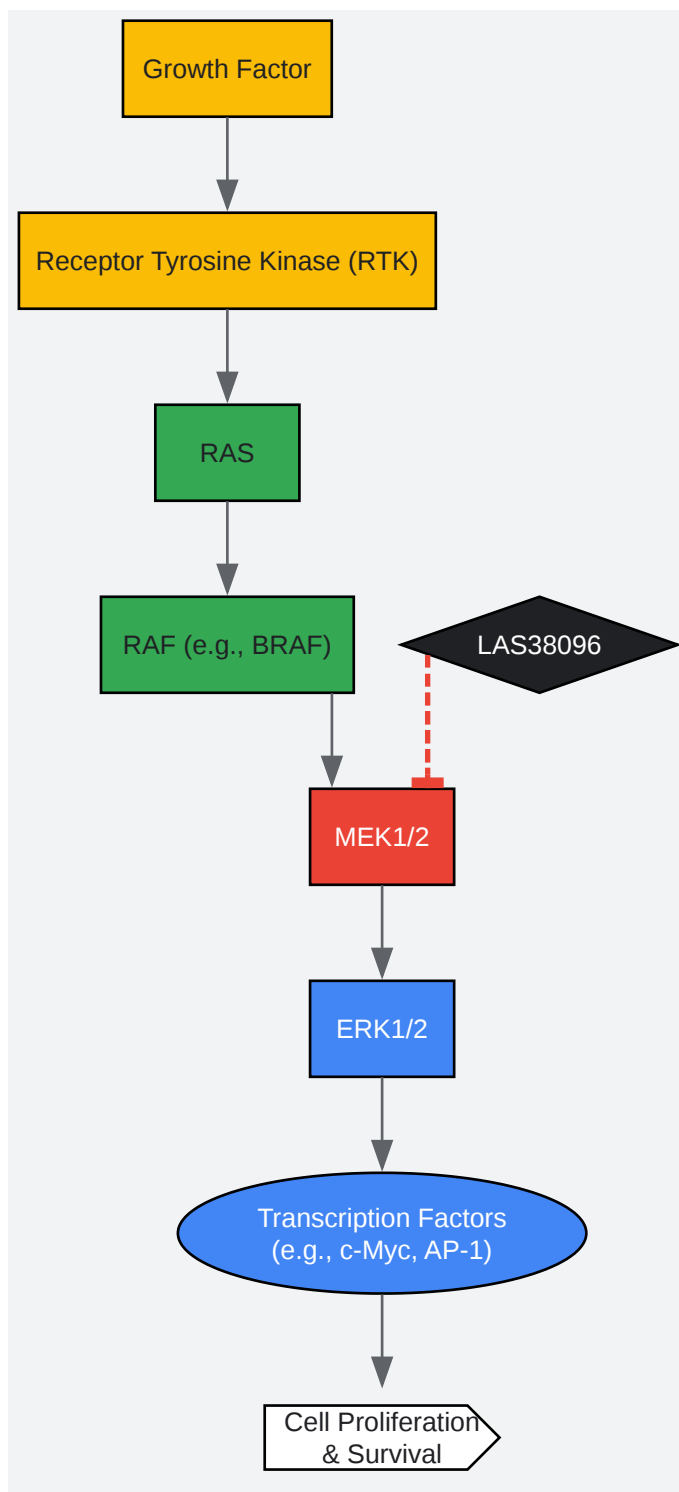 Growth Factor
Receptor Tyrosine Kinase (RTK)
RAS
RAF (e.g., BRAF)
LAS38096
MEK1/2
ERK1/2
Transcription Factors
(e.g., c-Myc, AP-1)
Cell Proliferation
& Survival